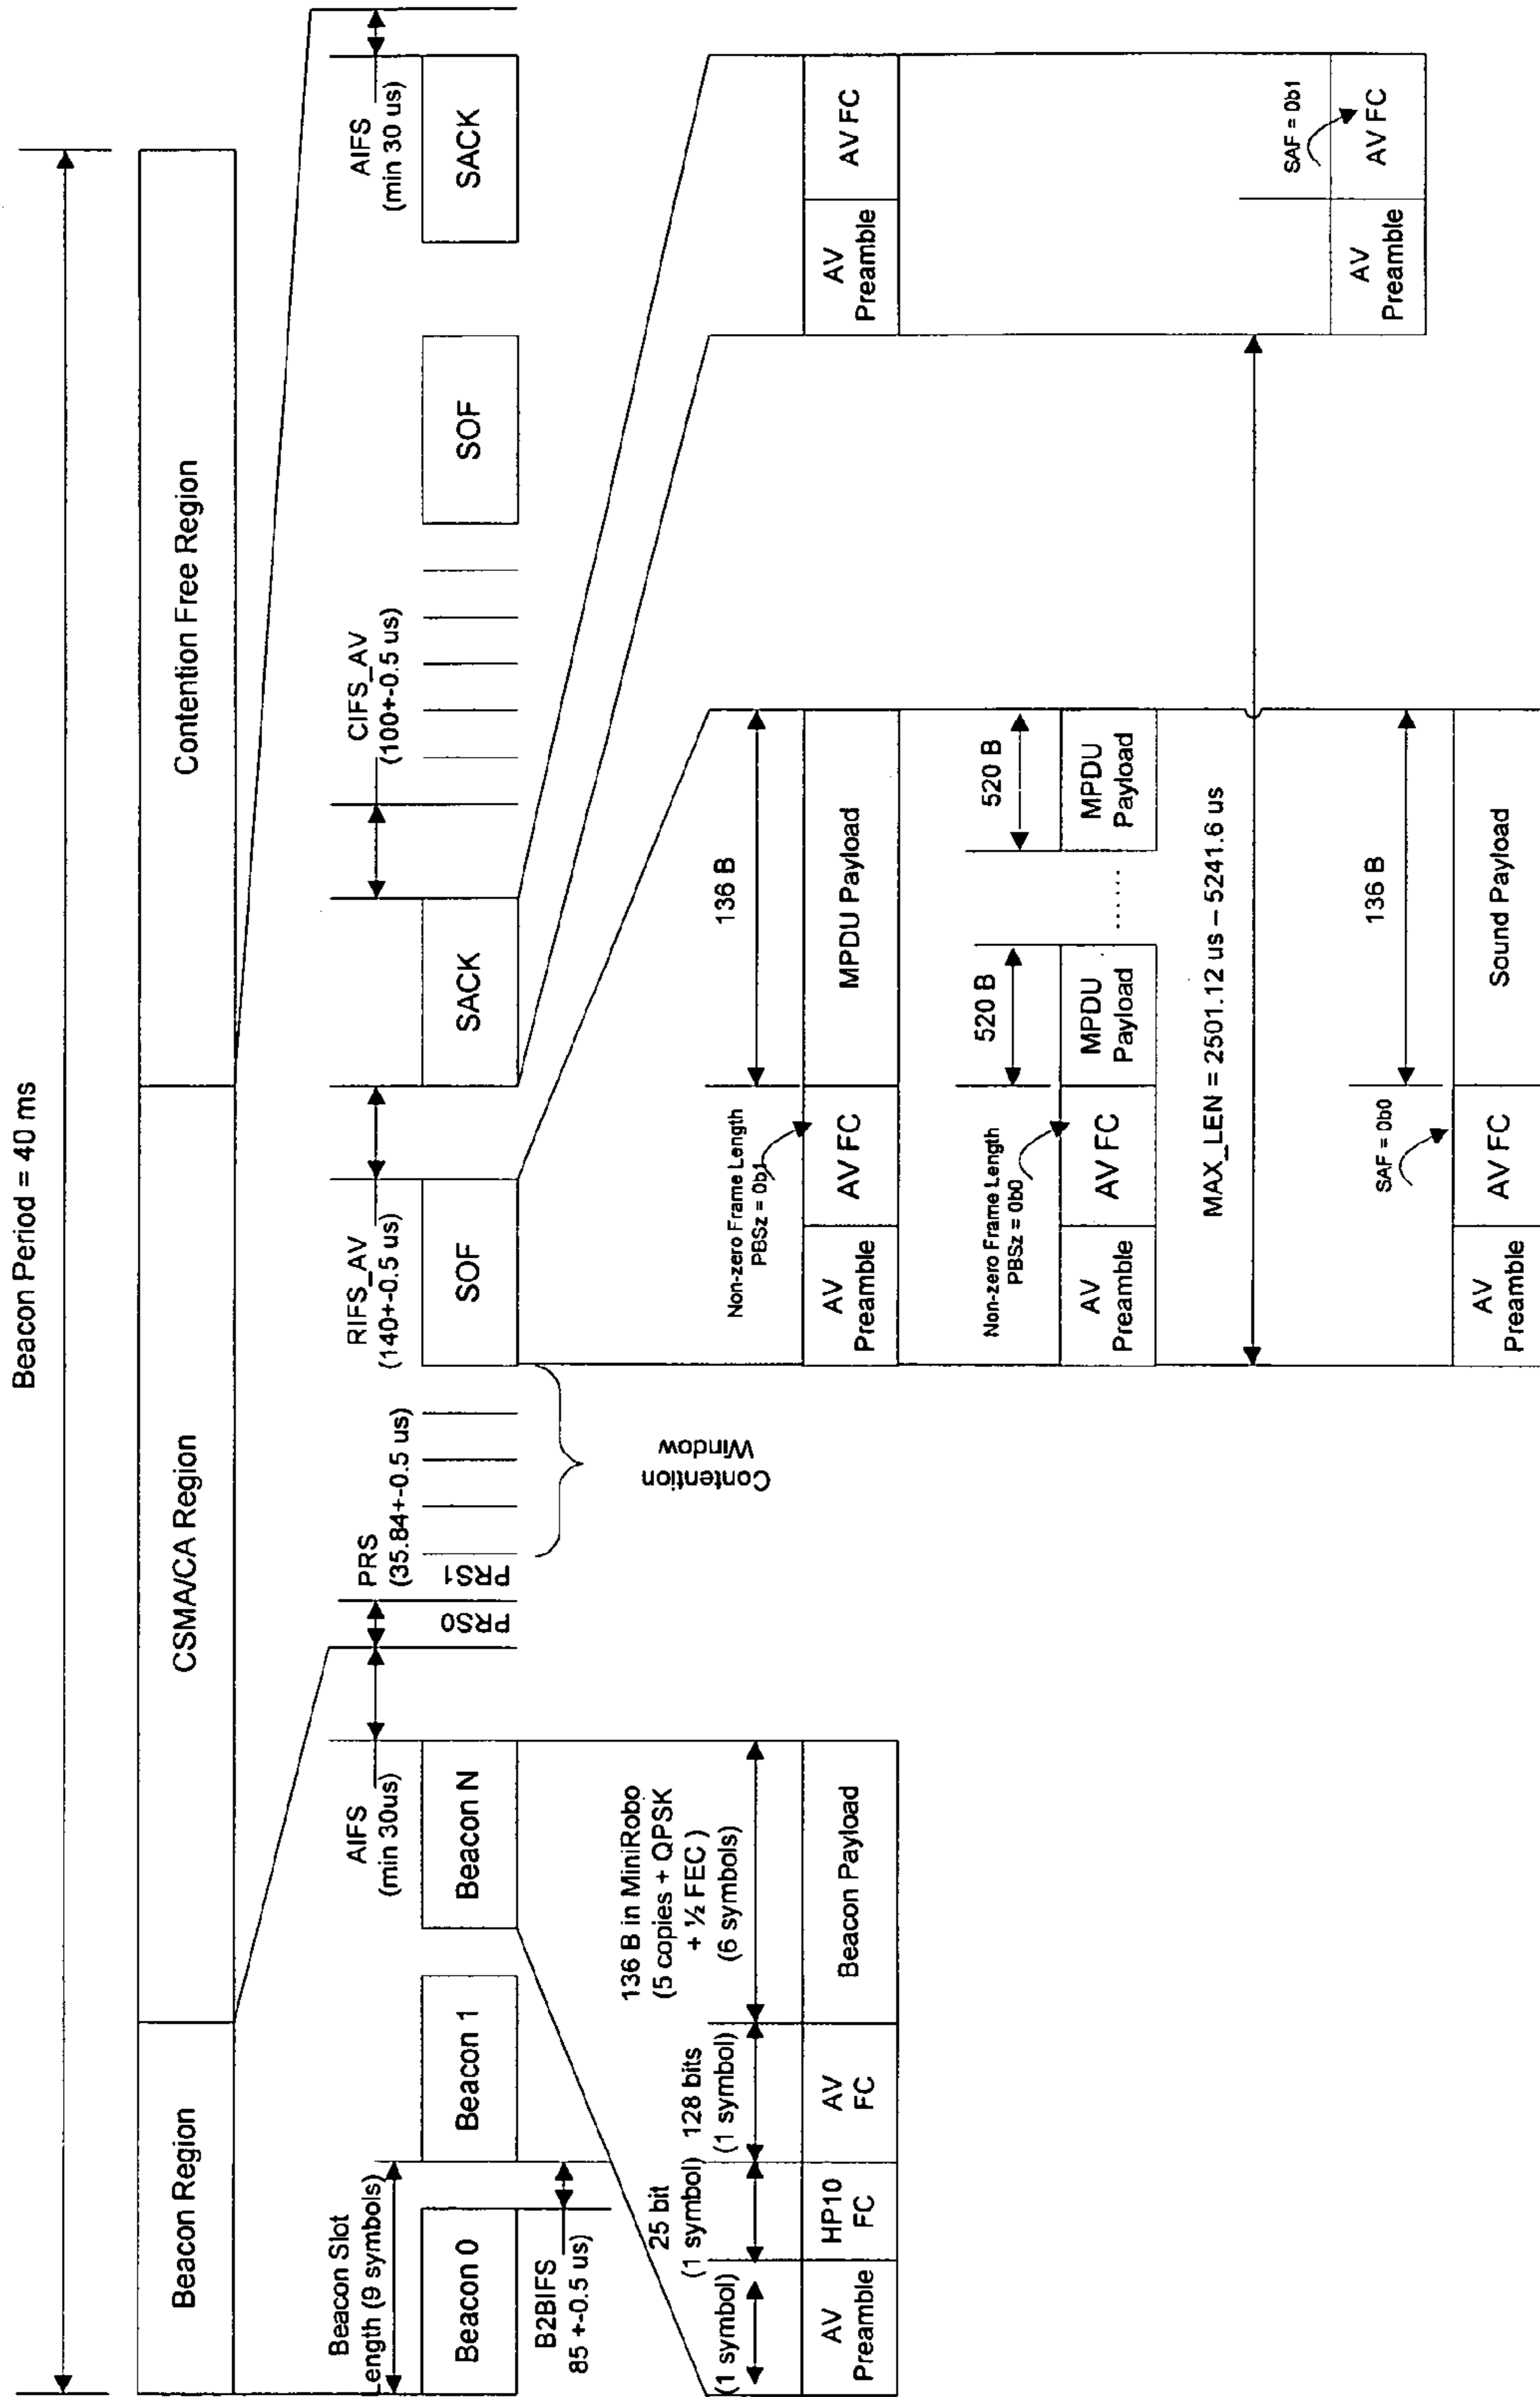 Beacon Period = 40 ms
Beacon Region
CSMA/CA Region
Contention Free Region
Beacon Slot
Length (9 symbols)
AIFS
(min 30us)
PRS
(35.84+-0.5 us)
RIFS_AV
(140+-0.5 us)
CIFS_AV
(100+-0.5 us)
AIFS
(min 30 us)
Beacon 0
Beacon 1
Beacon N
PRS0
PRS1
SOF
SACK
SOF
SACK
B2BIFS
85 +-0.5 us)
Contention
Window
(1 symbol)
25 bit
(1 symbol)
128 bits
(1 symbol)
136 B in MiniRobo
(5 copies + QPSK
+ ½ FEC )
(6 symbols)
AV
Preamble
HP10
FC
AV
FC
Beacon Payload
Non-zero Frame Length
PBSz = 0b1
136 B
AV
Preamble
AV FC
MPDU Payload
AV
Preamble
AV FC
Non-zero Frame Length
PBSz = 0b0
520 B
520 B
AV
Preamble
AV FC
MPDU
Payload
......
MPDU
Payload
MAX_LEN = 2501.12 us – 5241.6 us
SAF = 0b1
AV
Preamble
AV FC
SAF = 0b0
136 B
AV
Preamble
AV FC
Sound Payload